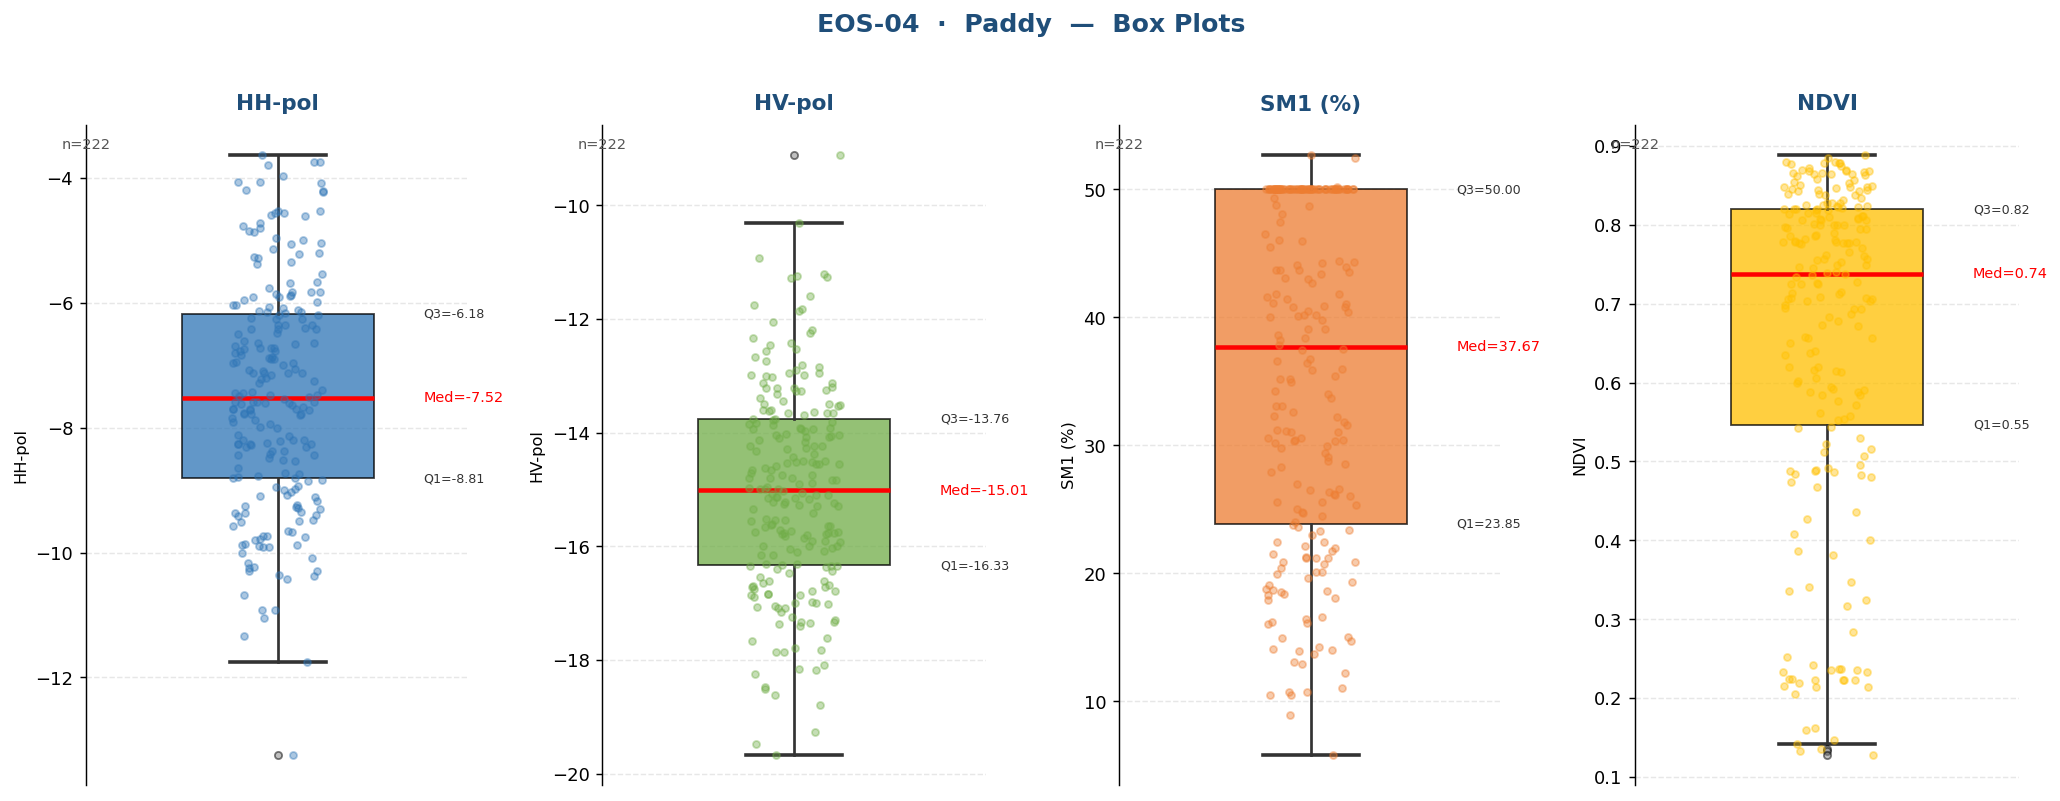 EOS-04 · Paddy — Box Plots
HH-pol
n=222
HH-pol
−4
−6
−8
−10
−12
Q3=-6.18
Med=-7.52
Q1=-8.81
HV-pol
n=222
HV-pol
−10
−12
−14
−16
−18
−20
Q3=-13.76
Med=-15.01
Q1=-16.33
SM1 (%)
n=222
SM1 (%)
50
40
30
20
10
Q3=50.00
Med=37.67
Q1=23.85
NDVI
n=222
NDVI
0.9
0.8
0.7
0.6
0.5
0.4
0.3
0.2
0.1
Q3=0.82
Med=0.74
Q1=0.55